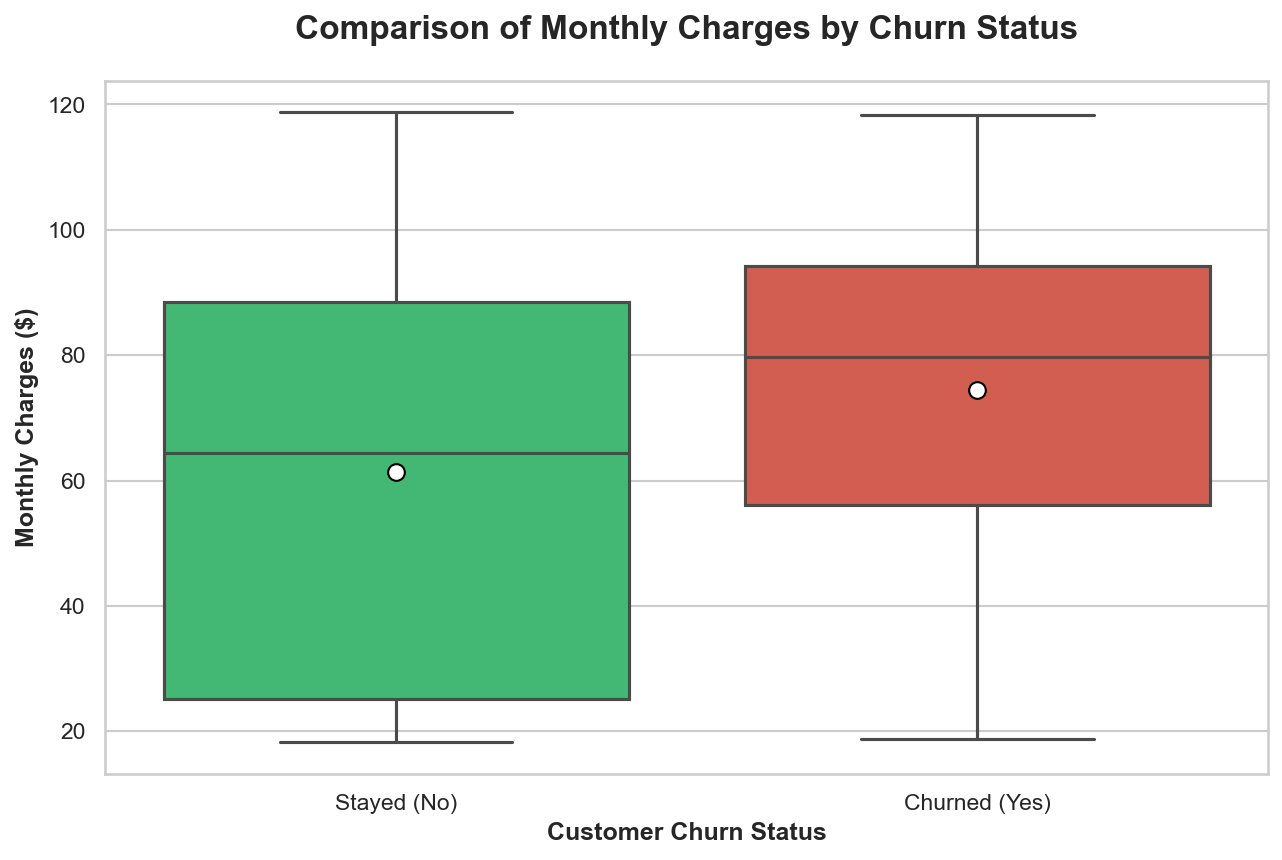 Comparison of Monthly Charges by Churn Status
Monthly Charges ($)
120
100
80
60
40
20
Stayed (No)
Churned (Yes)
Customer Churn Status